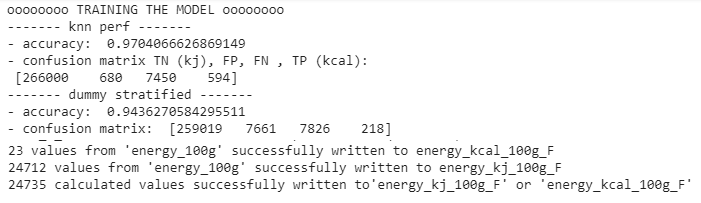 oooooooo TRAINING THE MODEL oooooooo
------- knn perf -------
- accuracy:  0.9704066626869149
- confusion matrix TN (kj), FP, FN , TP (kcal):
 [266000    680   7450    594]
------- dummy stratified -------
- accuracy:  0.9436270584295511
- confusion matrix:  [259019   7661   7826    218]
23 values from 'energy_100g' successfully written to energy_kcal_100g_F
24712 values from 'energy_100g' successfully written to energy_kj_100g_F
24735 calculated values successfully written to'energy_kj_100g_F' or 'energy_kcal_100g_F'